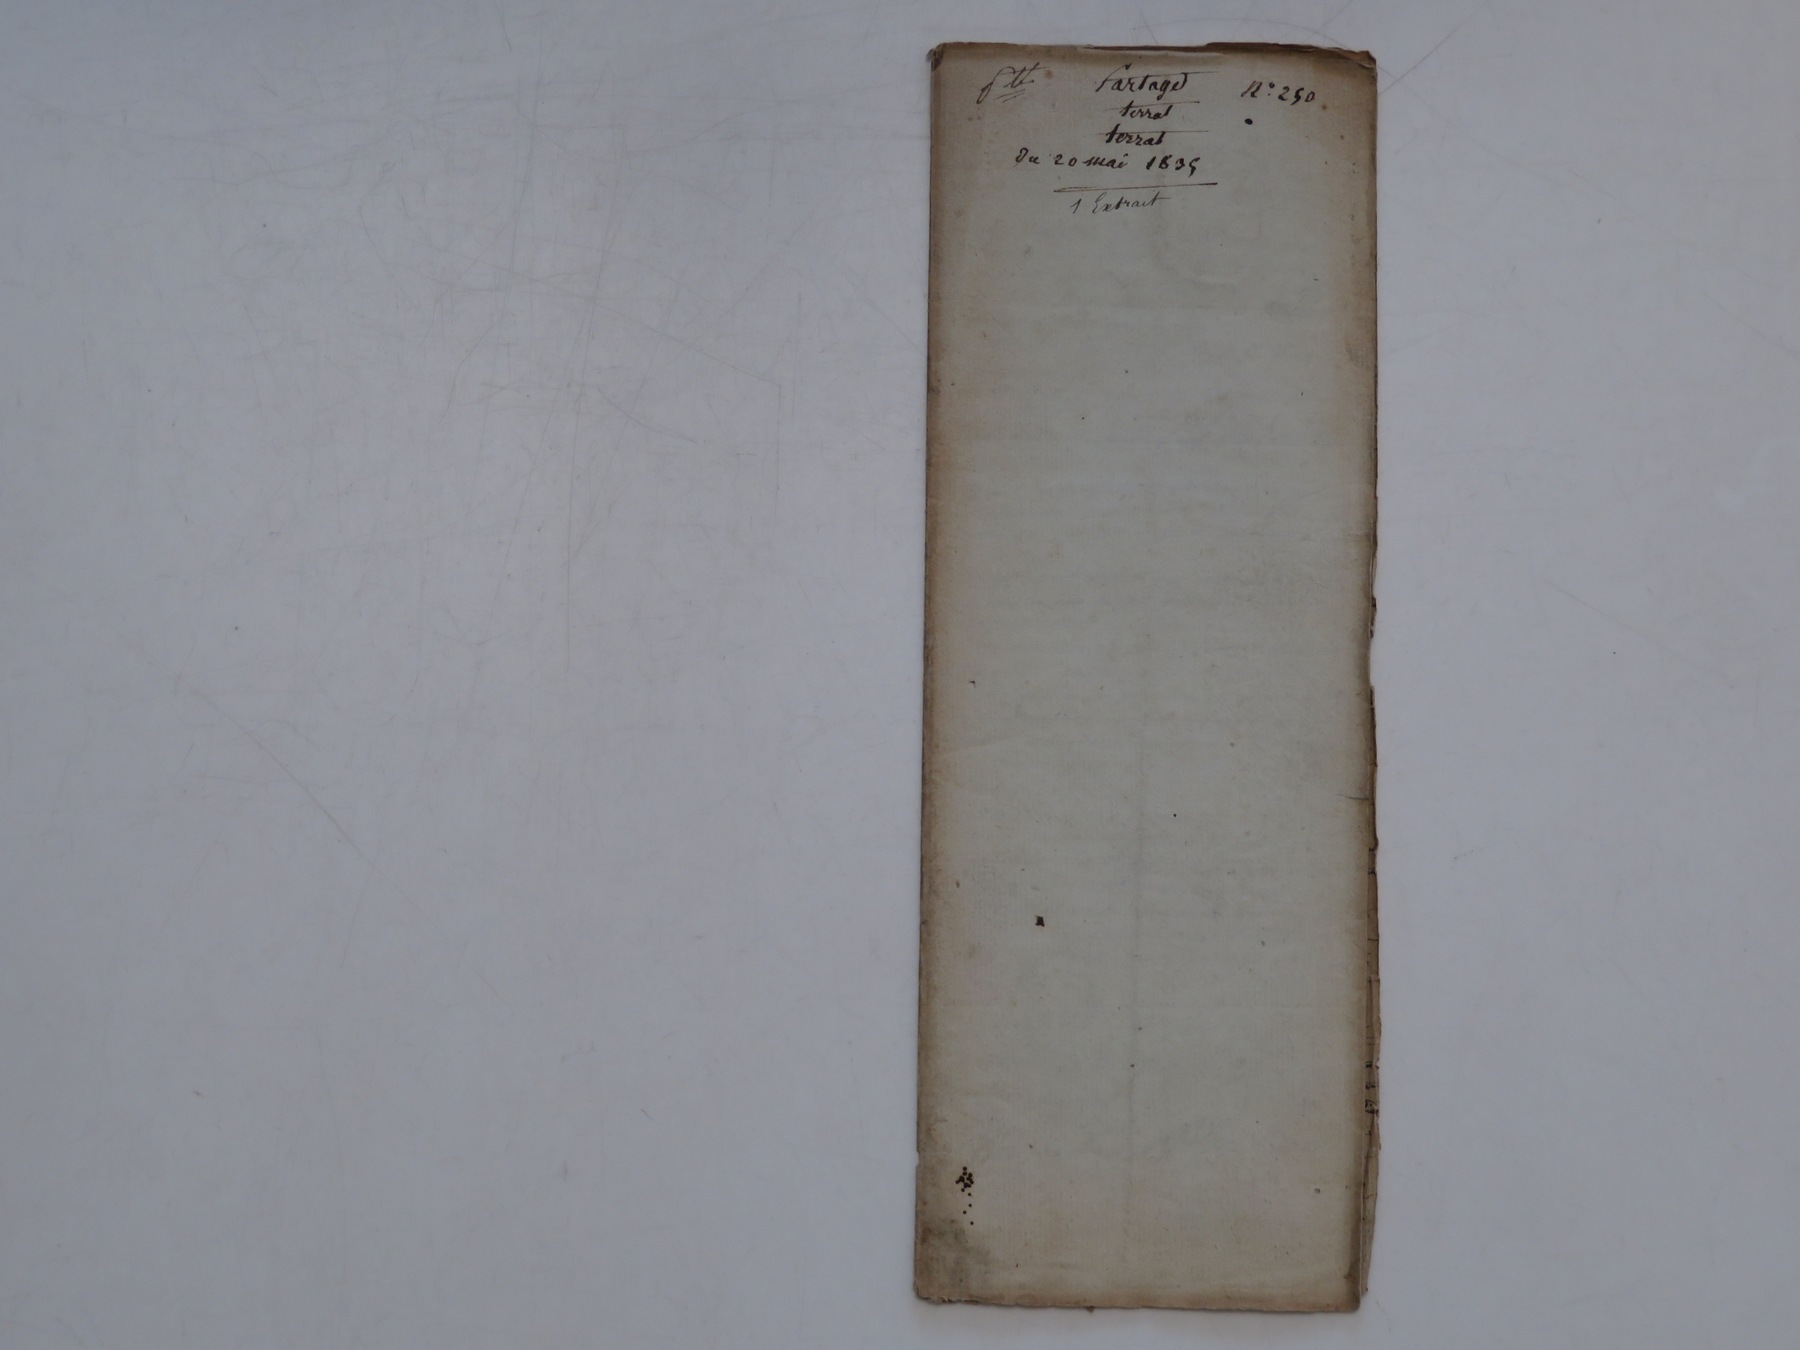 Partage N° 250
terrat
terrat
Du 20 mai 1835
1 Extrait